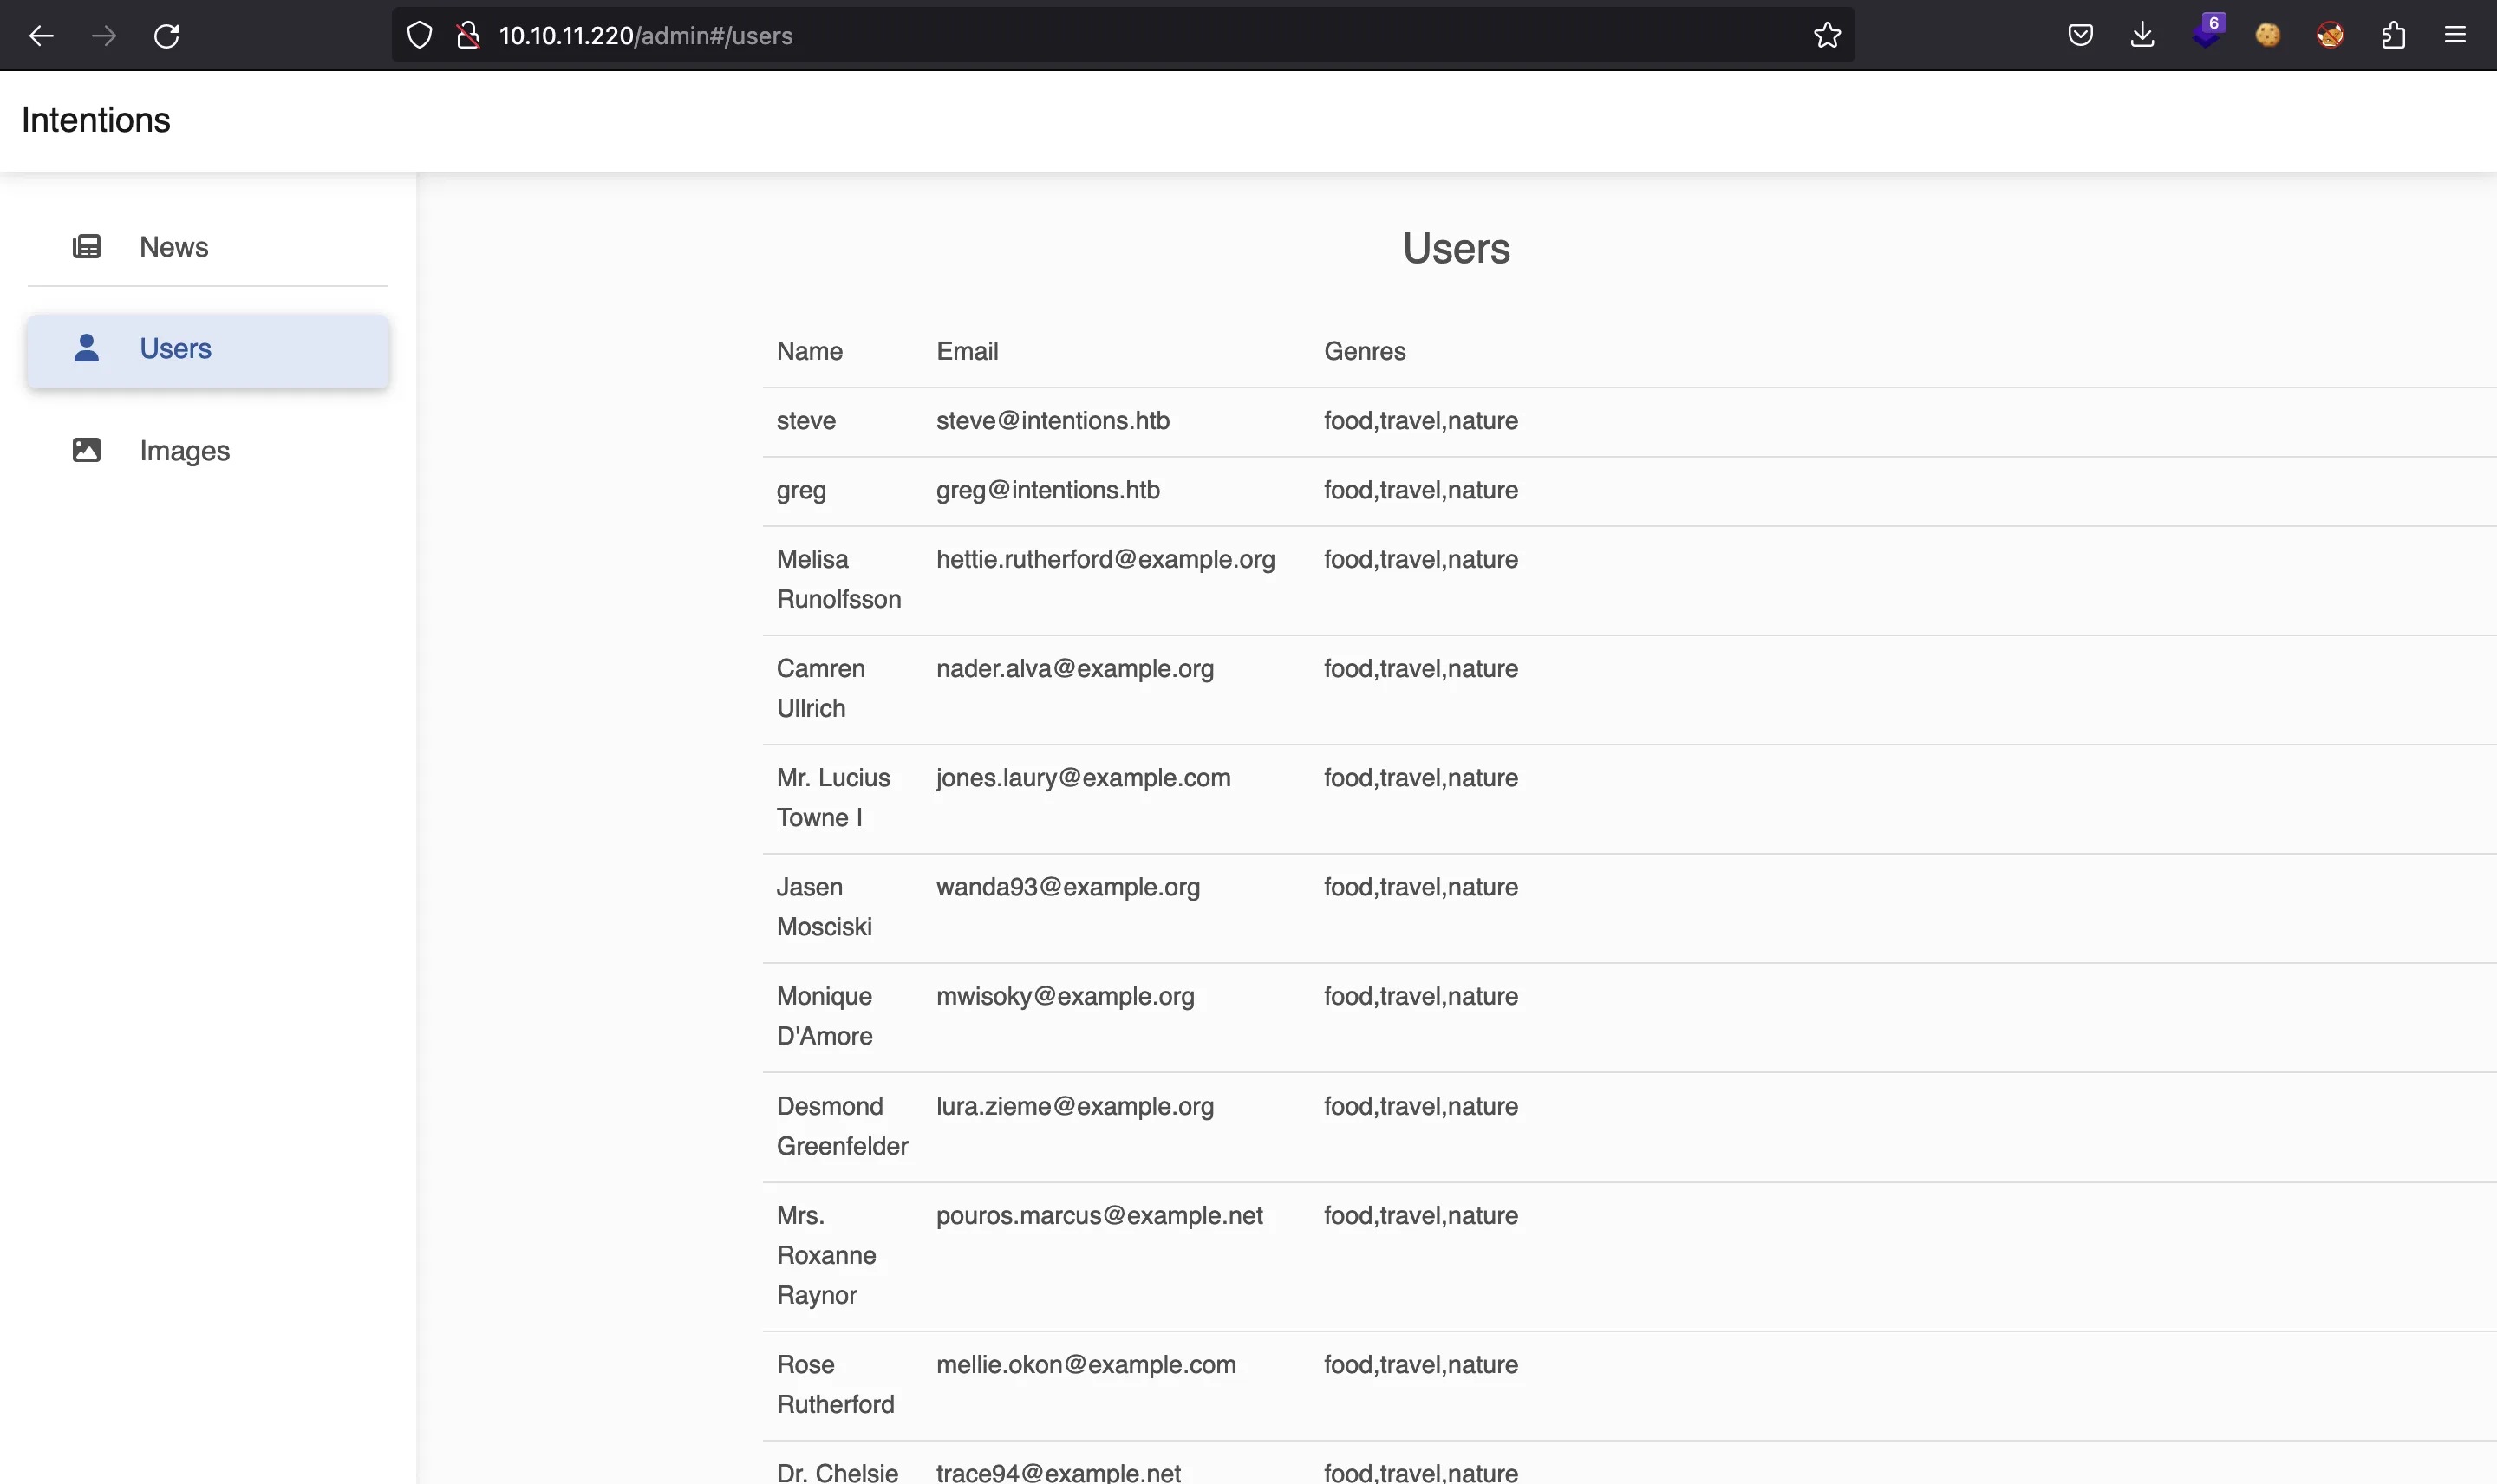 10.10.11.220/admin#/users
6
Intentions
News
Users
Images
Users
Name Email Genres
steve steve@intentions.htb food,travel,nature
greg greg@intentions.htb food,travel,nature
Melisa hettie.rutherford@example.org food,travel,nature
Runolfsson
Camren nader.alva@example.org food,travel,nature
Ullrich
Mr. Lucius jones.laury@example.com food,travel,nature
Towne I
Jasen wanda93@example.org food,travel,nature
Mosciski
Monique mwisoky@example.org food,travel,nature
D'Amore
Desmond lura.zieme@example.org food,travel,nature
Greenfelder
Mrs. pouros.marcus@example.net food,travel,nature
Roxanne
Raynor
Rose mellie.okon@example.com food,travel,nature
Rutherford
Dr. Chelsie trace94@example.net food,travel,nature